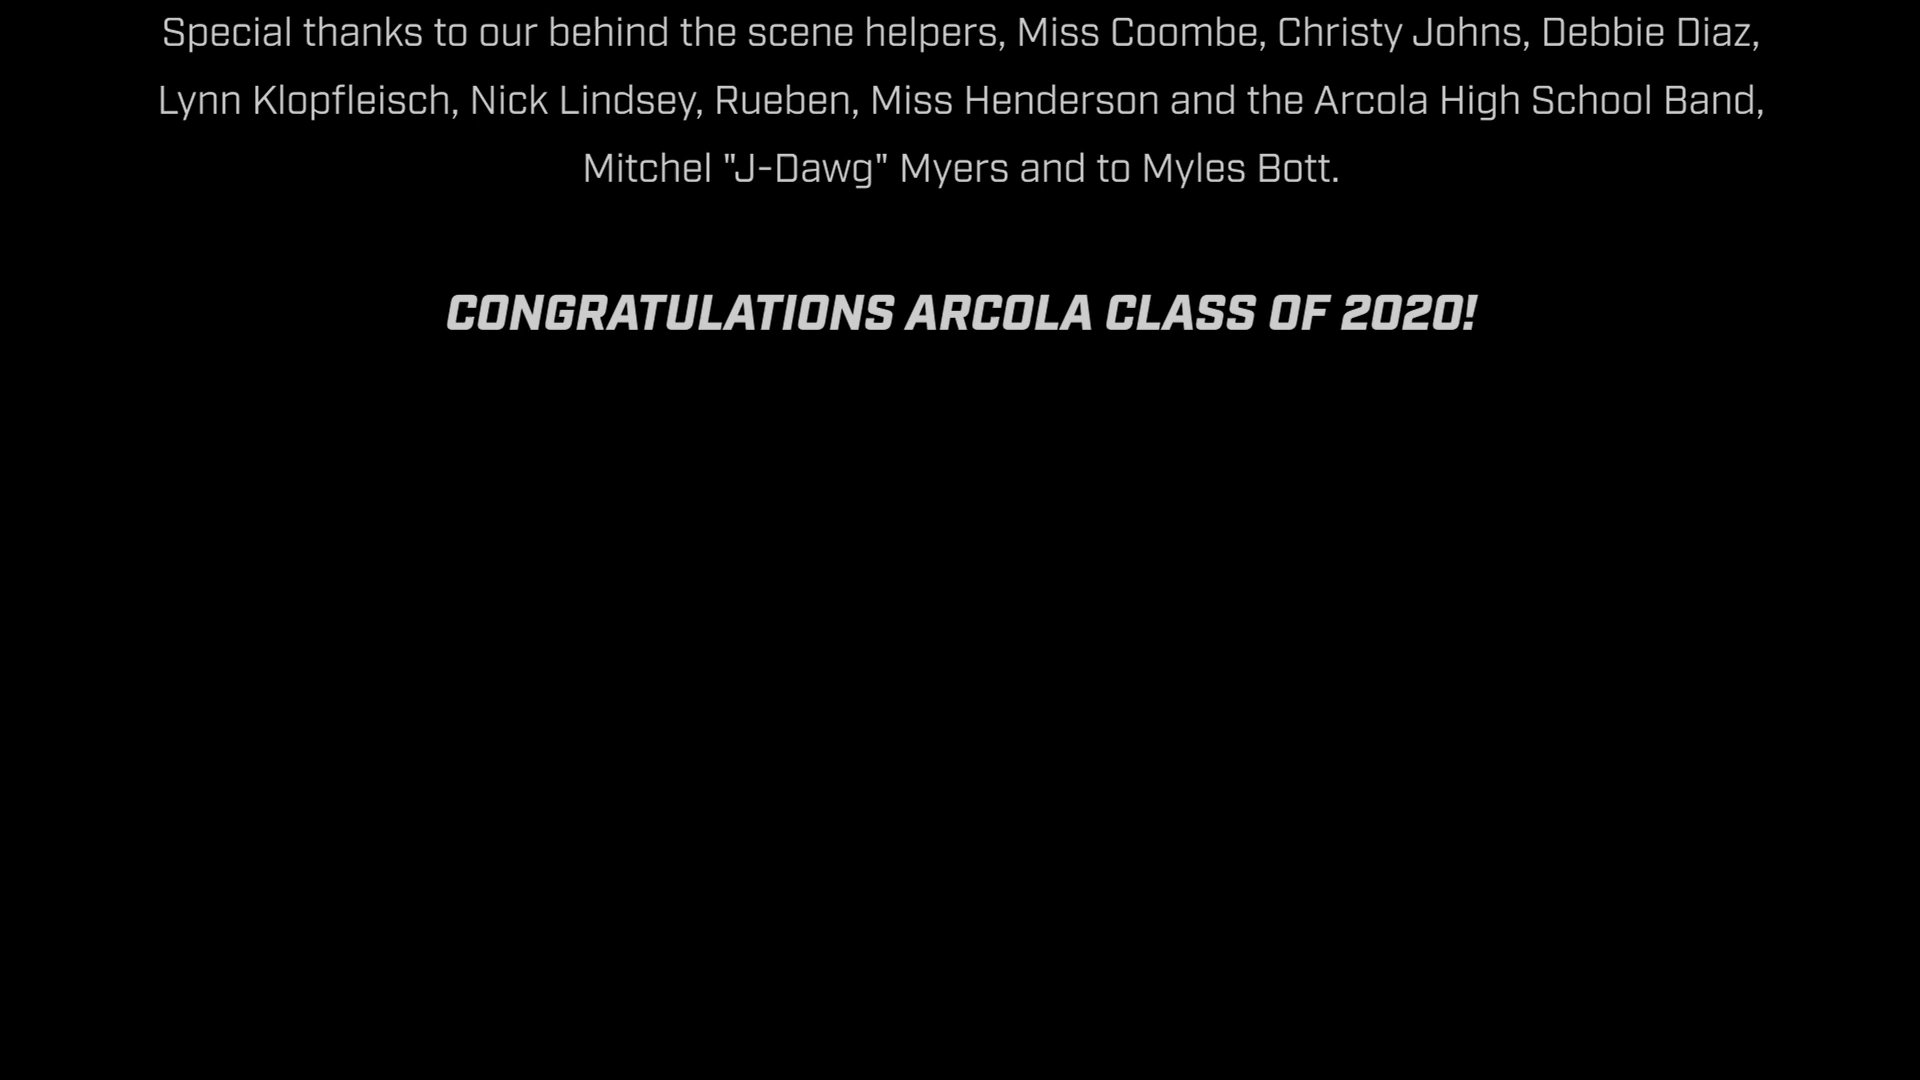 Special thanks to our behind the scene helpers, Miss Coombe, Christy Johns, Debbie Diaz,
Lynn Klopfleisch, Nick Lindsey, Rueben, Miss Henderson and the Arcola High School Band,
Mitchel "J-Dawg" Myers and to Myles Bott.
CONGRATULATIONS ARCOLA CLASS OF 2020!